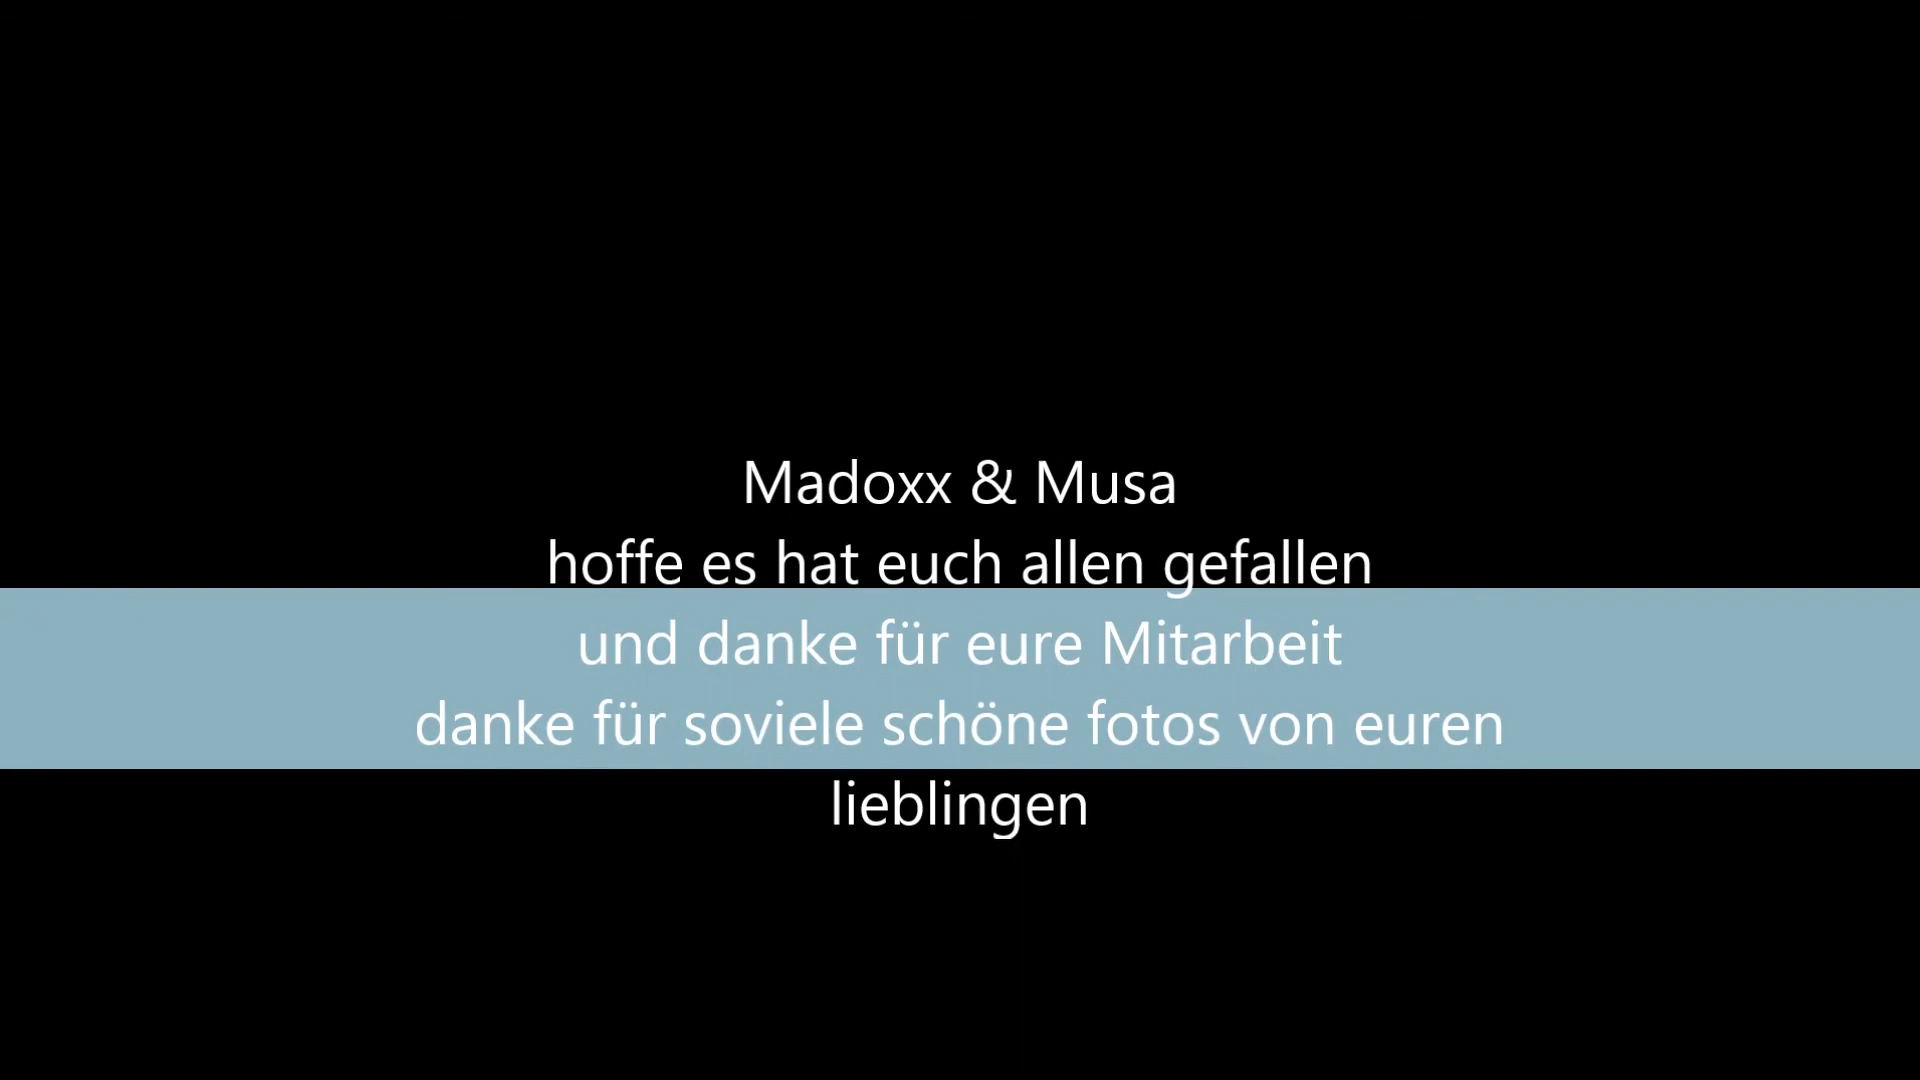 Madoxx & Musa
hoffe es hat euch allen gefallen
und danke für eure Mitarbeit
danke für soviele schöne fotos von euren
lieblingen